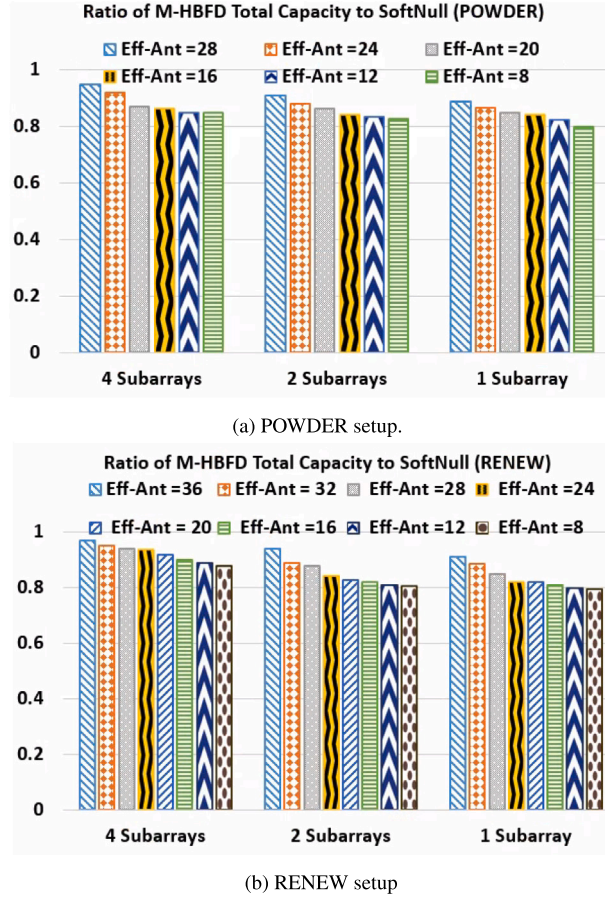 Ratio of M-HBFD Total Capacity to SoftNull (POWDER)
Eff-Ant =28 Eff-Ant =24 Eff-Ant =20
Eff-Ant =16 Eff-Ant =12 Eff-Ant =8
1
0.8
0.6
0.4
0.2
0
4 Subarrays 2 Subarrays 1 Subarray
(a) POWDER setup.
Ratio of M-HBFD Total Capacity to SoftNull (RENEW)
Eff-Ant =36 Eff-Ant = 32 Eff-Ant =28 Eff-Ant =24
Eff-Ant = 20 Eff-Ant =16 Eff-Ant =12 Eff-Ant =8
1
0.8
0.6
0.4
0.2
0
4 Subarrays 2 Subarrays 1 Subarray
(b) RENEW setup